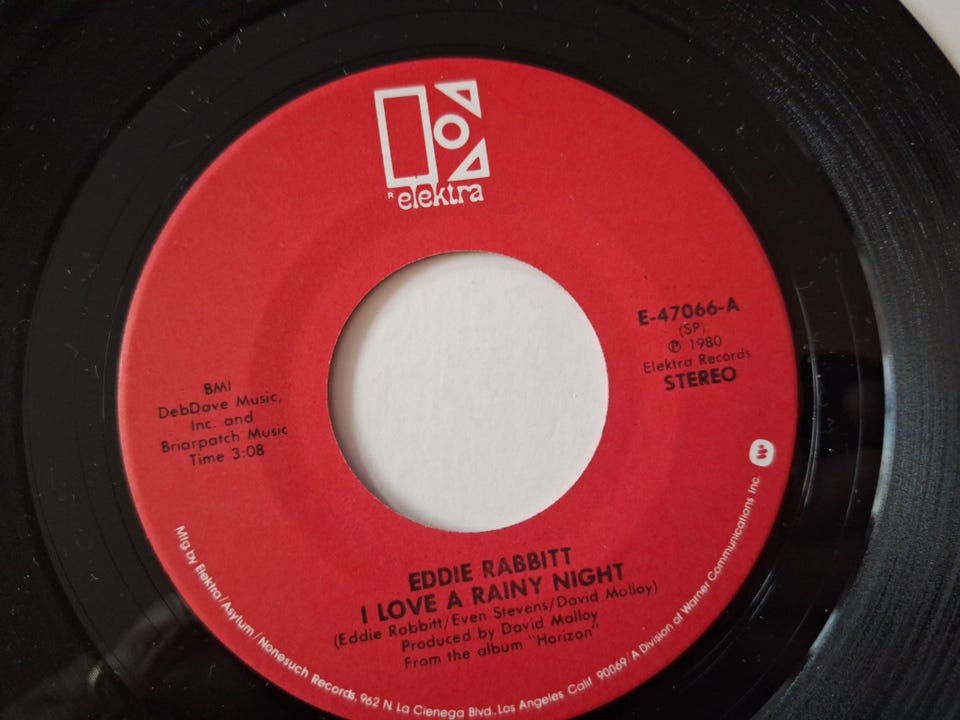 R elektra
E-47066-A
(SP)
℗ 1980
Elektra Records
STEREO
BMI
DebDave Music,
Inc. and
Briarpatch Music
Time 3:08
EDDIE RABBITT
I LOVE A RAINY NIGHT
(Eddie Rabbitt/Even Stevens/David Malloy)
Produced by David Malloy
From the album "Horizon"
Mfg by Elektra/Asylum/Nonesuch Records, 962 N. La Cienega Blvd., Los Angeles Calif 90069/A Division of Warner Communications Inc